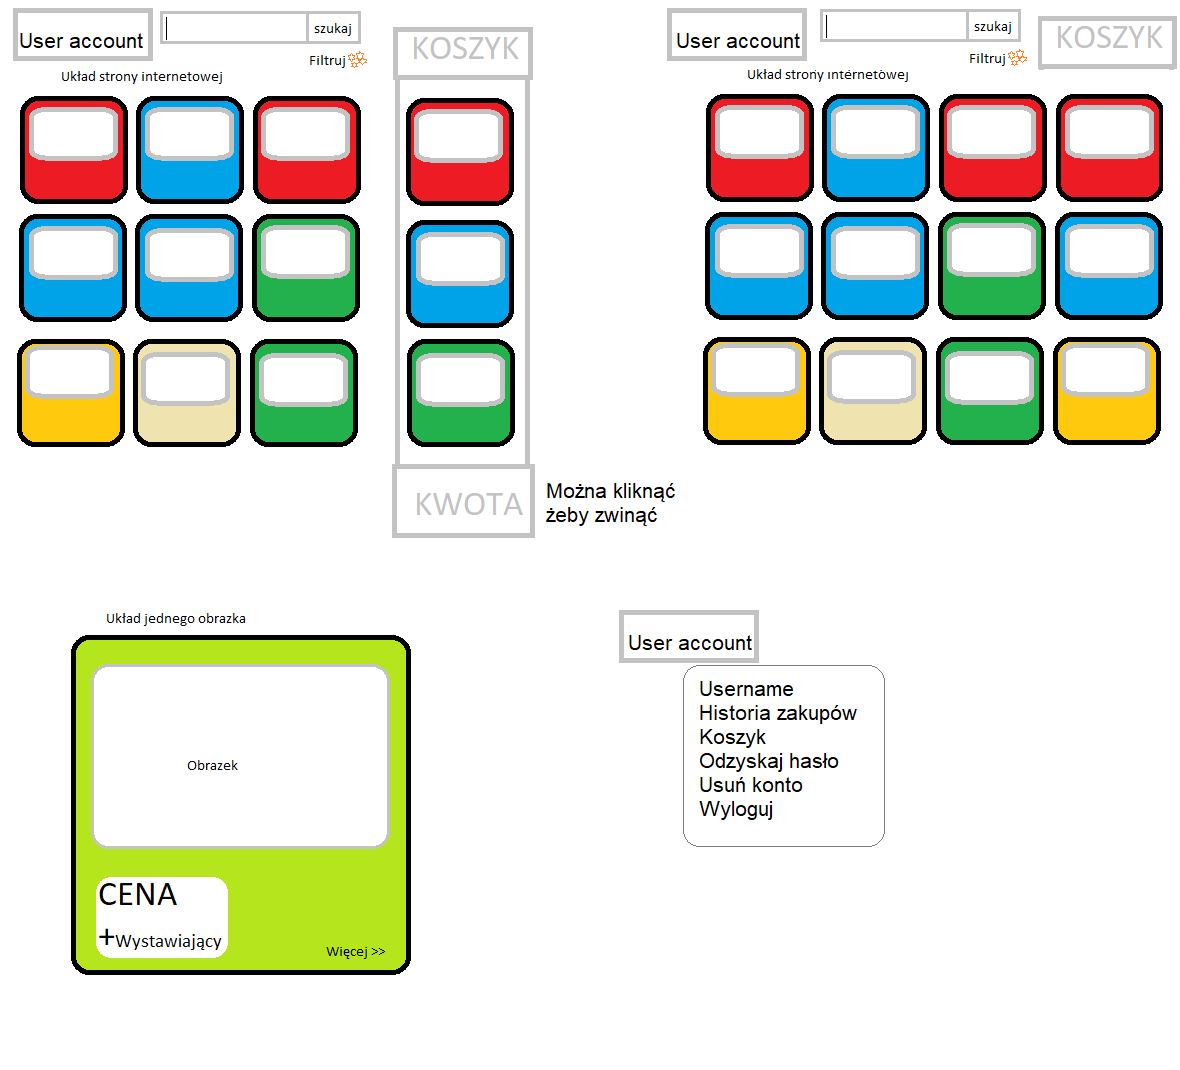 User account
szukaj
KOSZYK
Filtruj
Układ strony internetowej
KWOTA
Można kliknąć
żeby zwinąć
User account
szukaj
KOSZYK
Filtruj
Układ strony internetowej
Układ jednego obrazka
Obrazek
CENA
+Wystawiający
Więcej >>
User account
Username
Historia zakupów
Koszyk
Odzyskaj hasło
Usuń konto
Wyloguj